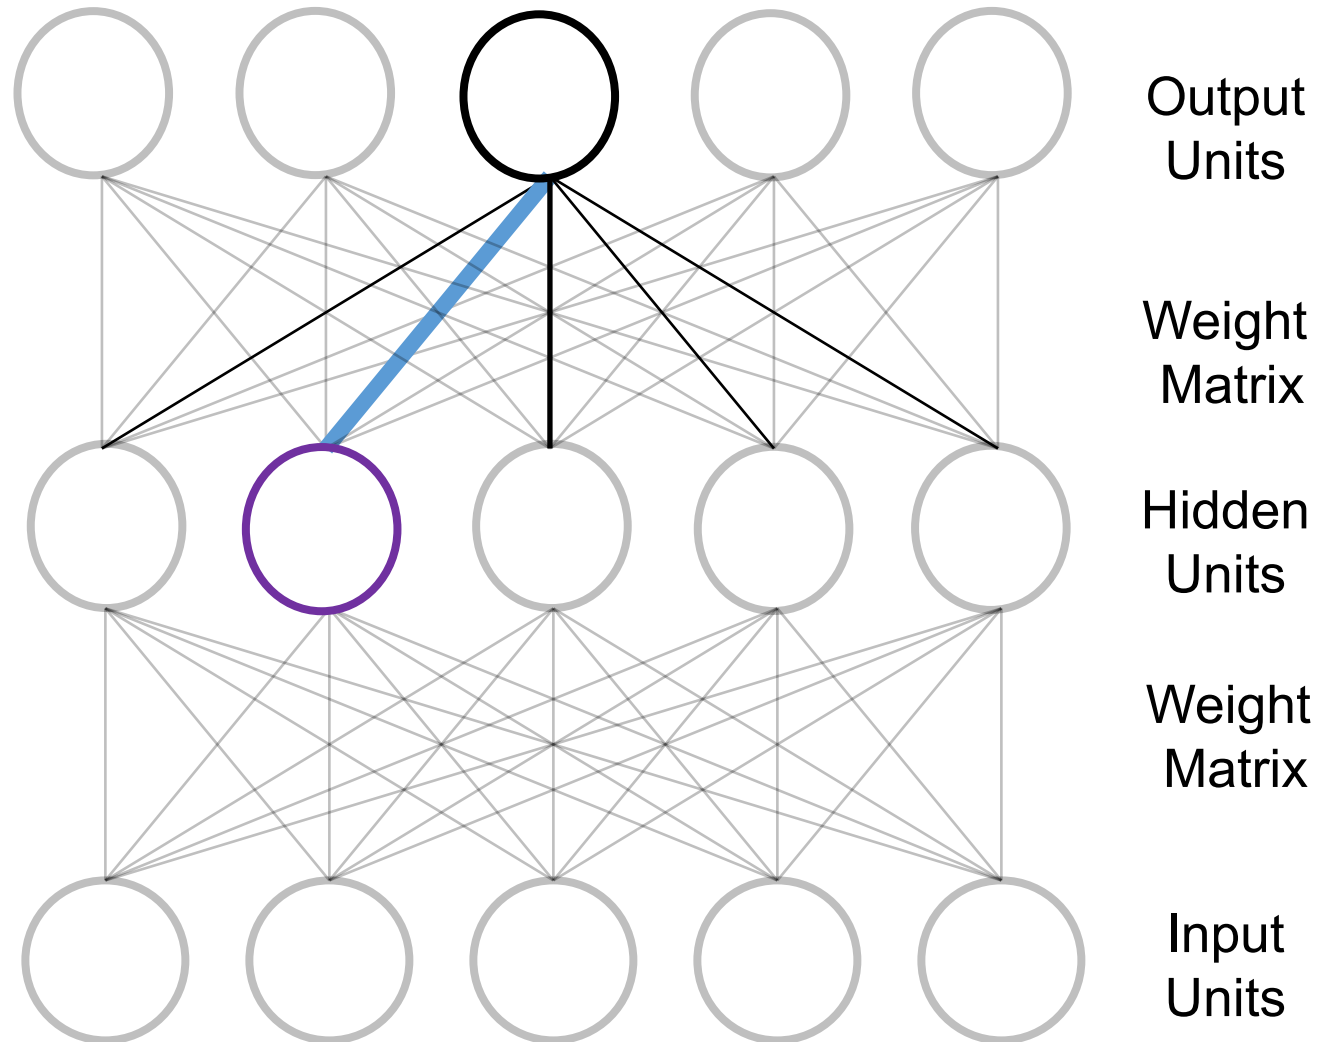 Output
Units
Weight
Matrix
Hidden
Units
Weight
Matrix
Input
Units